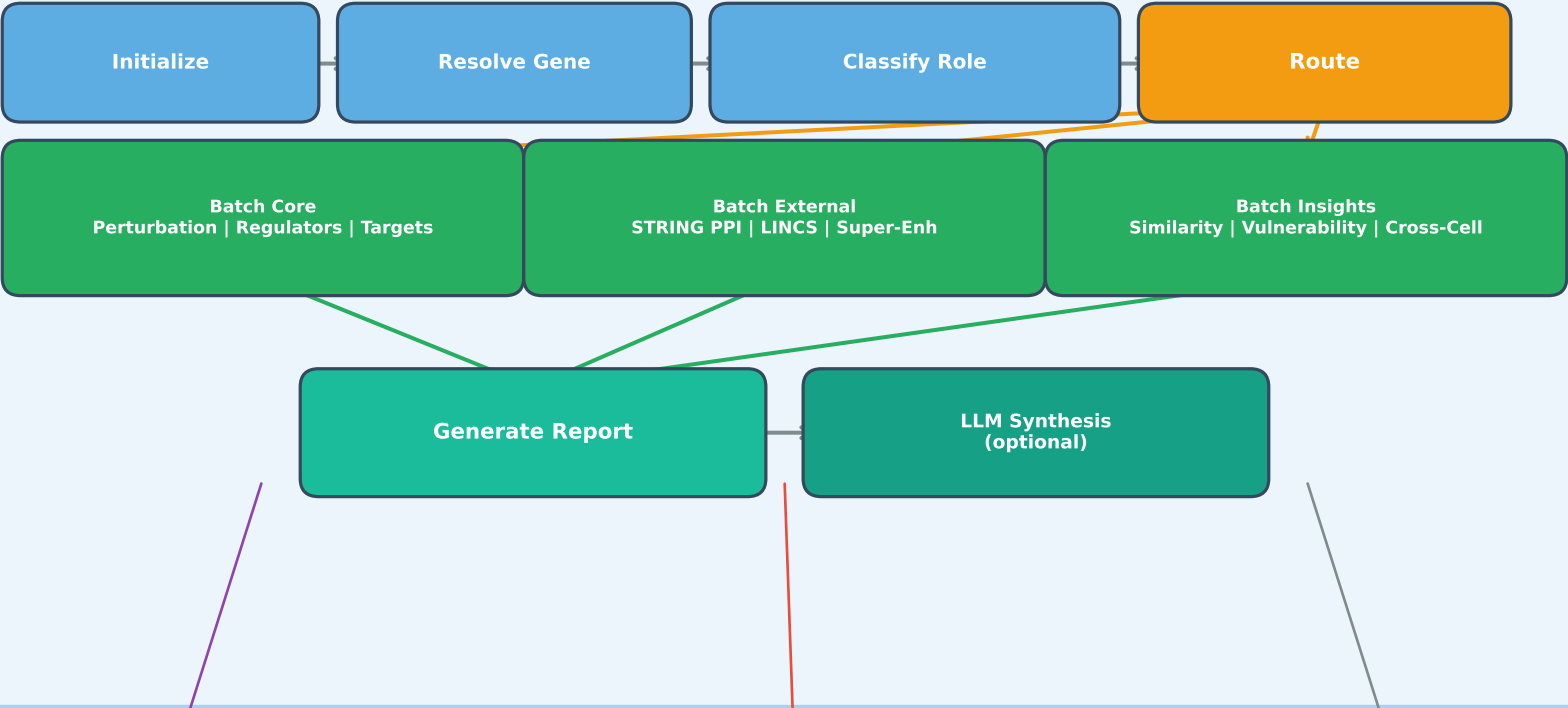 Initialize
Resolve Gene
Classify Role
Route
Batch Core
Perturbation | Regulators | Targets
Batch External
STRING PPI | LINCS | Super-Enh
Batch Insights
Similarity | Vulnerability | Cross-Cell
Generate Report
LLM Synthesis
(optional)